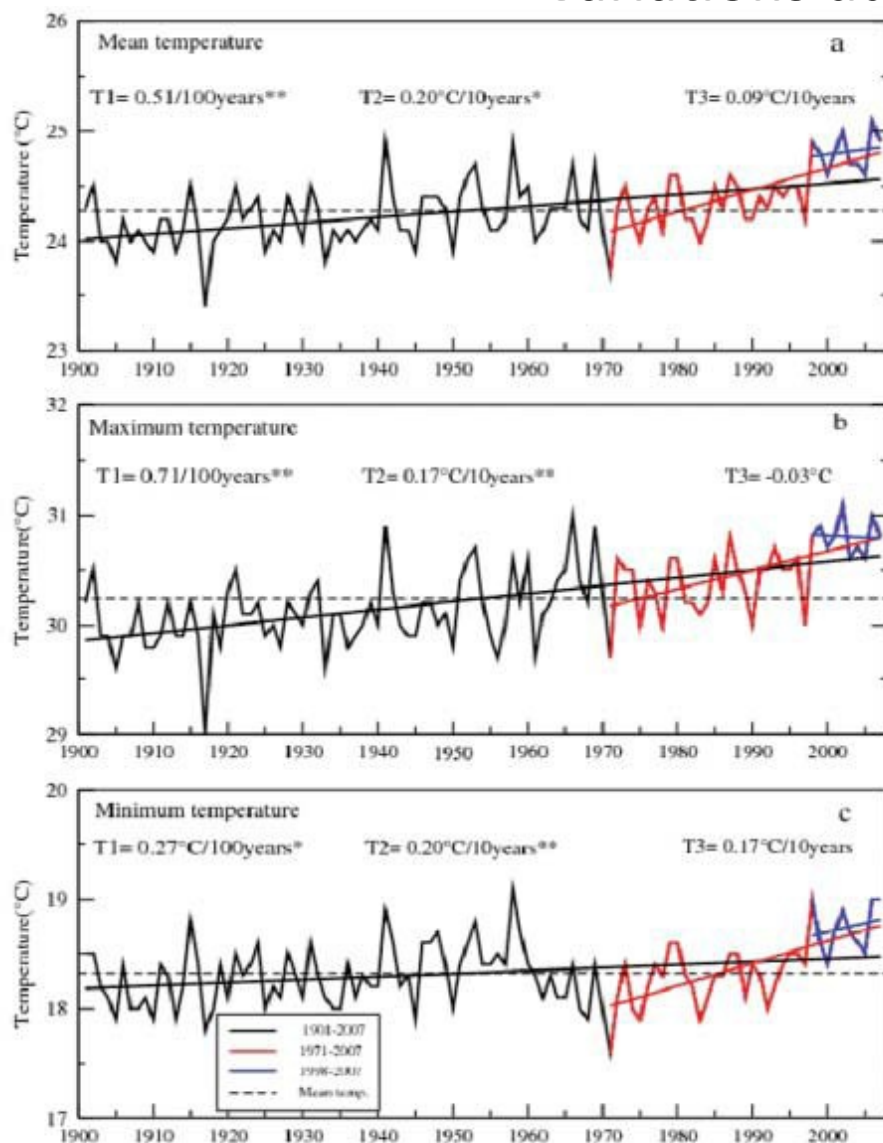 26
Mean temperature
a
T1= 0.51/100years**
T2= 0.20°C/10years*
T3= 0.09°C/10years
25
Temperature (°C)
24
23
1900 1910 1920 1930 1940 1950 1960 1970 1980 1990 2000
32
Maximum temperature
b
T1= 0.71/100years**
T2= 0.17°C/10years**
T3= -0.03°C
31
Temperature(°C)
30
29
1900 1910 1920 1930 1940 1950 1960 1970 1980 1990 2000
20
Minimum temperature
c
T1= 0.27°C/100years*
T2= 0.20°C/10years**
T3= 0.17°C/10years
19
Temperature(°C)
18
1901-2007
1971-2007
1998-2007
Mean temp.
17
1900 1910 1920 1930 1940 1950 1960 1970 1980 1990 2000